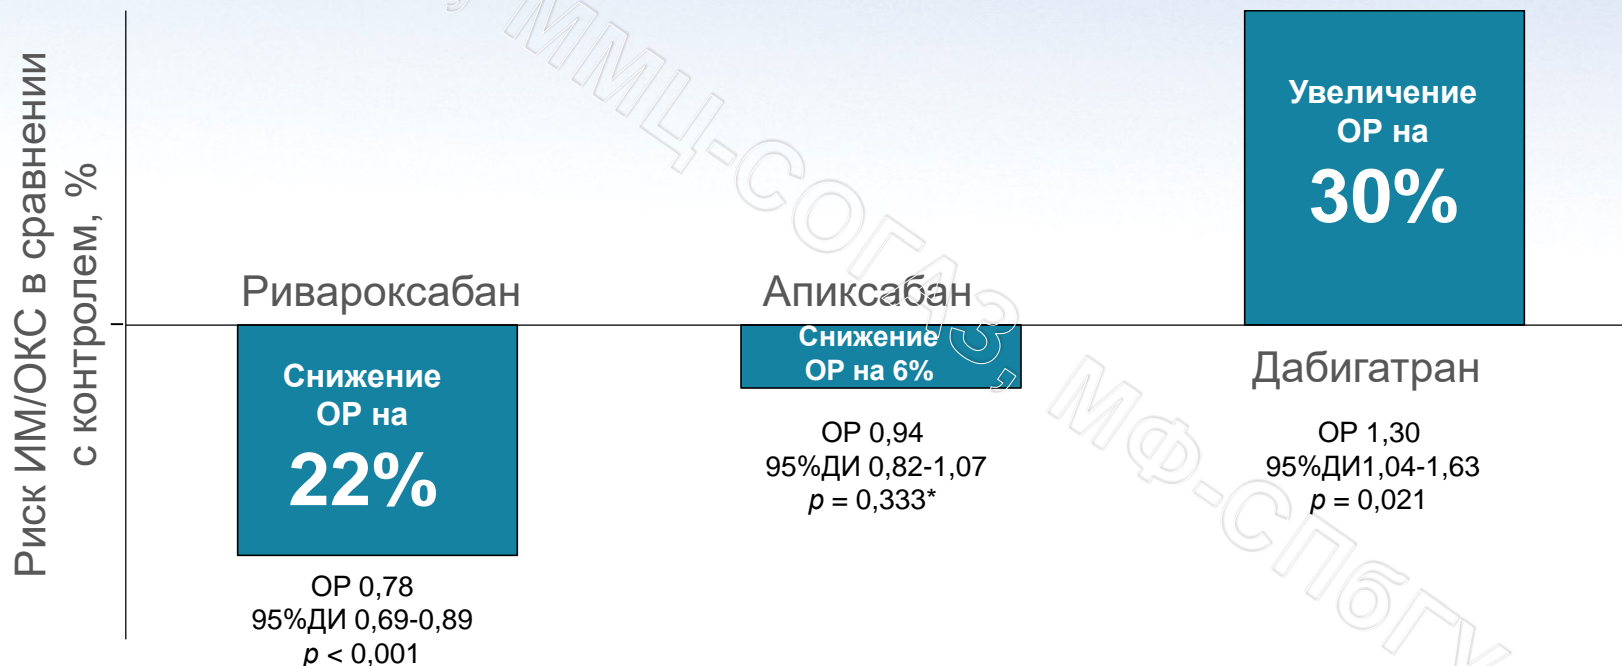 Риск ИМ/ОКС в сравнении
с контролем, %
Ривароксабан
Снижение
ОР на
22%
ОР 0,78
95%ДИ 0,69-0,89
p < 0,001
Апиксабан
Снижение
ОР на 6%
ОР 0,94
95%ДИ 0,82-1,07
p = 0,333*
Увеличение
ОР на
30%
Дабигатран
ОР 1,30
95%ДИ1,04-1,63
p = 0,021
, ММЦ-СОГАЗ, МФ-СПбГУ